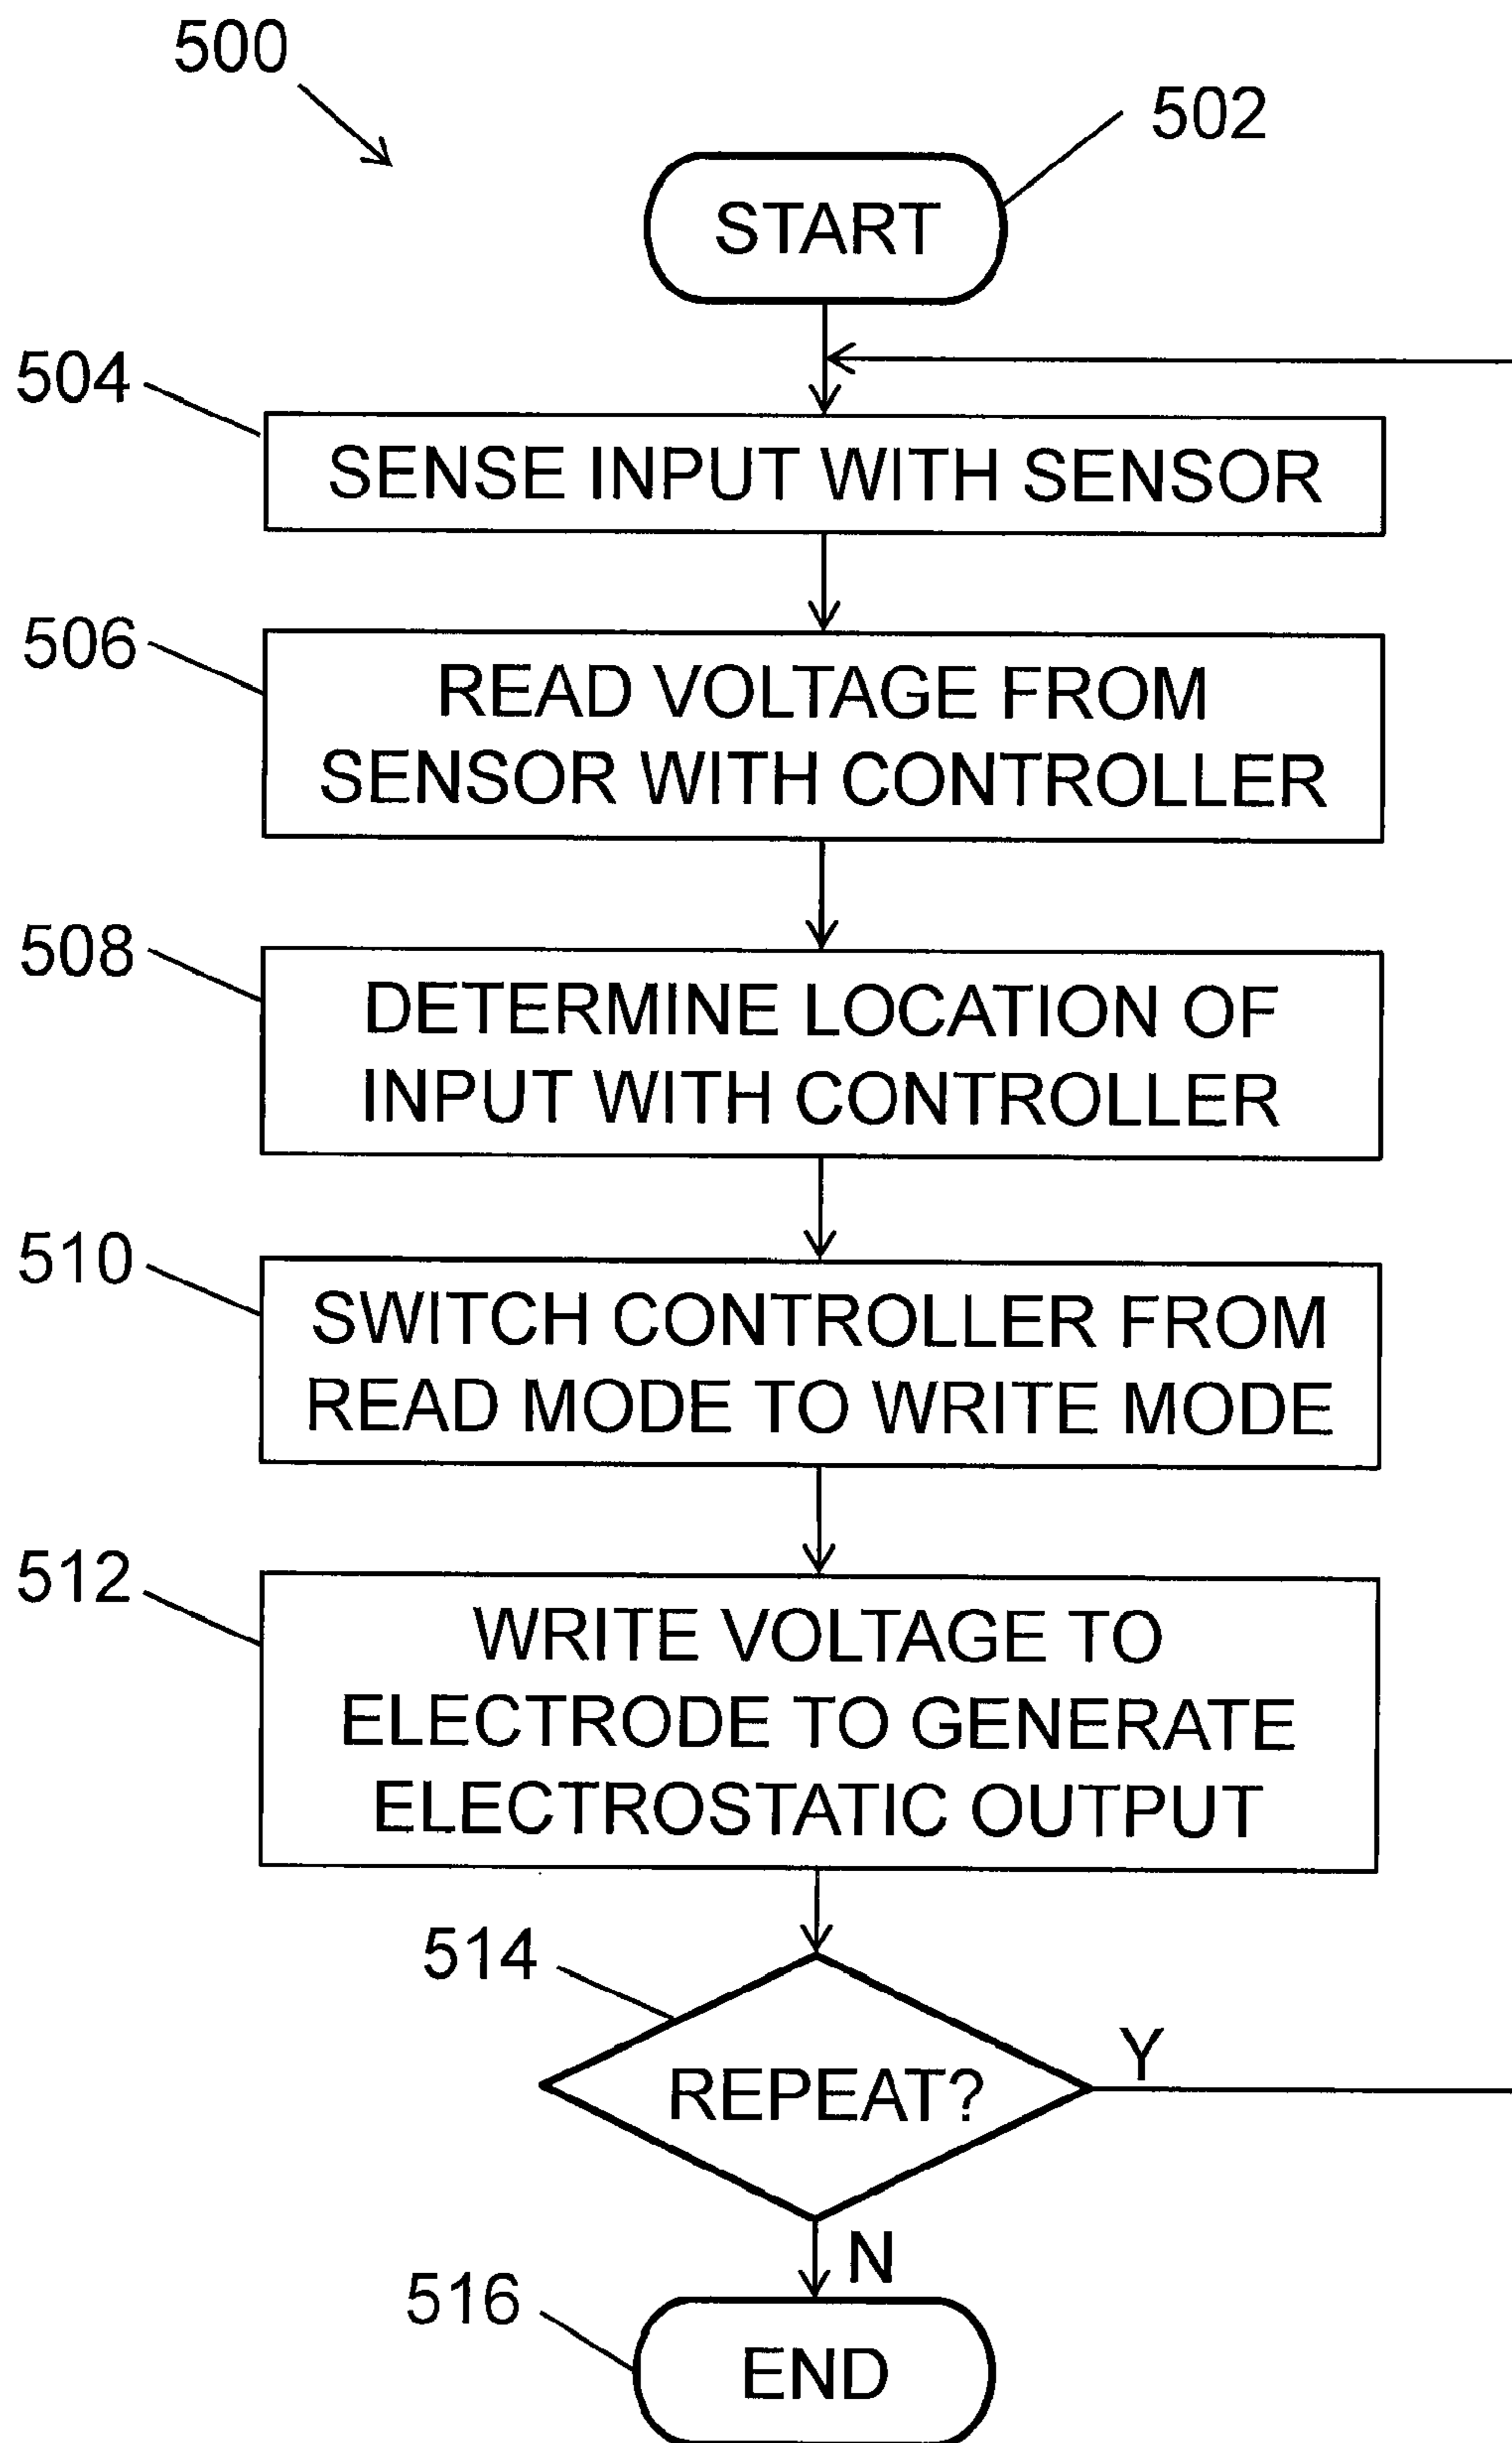 500
502
START
504
SENSE INPUT WITH SENSOR
506
READ VOLTAGE FROM
SENSOR WITH CONTROLLER
508
DETERMINE LOCATION OF
INPUT WITH CONTROLLER
510
SWITCH CONTROLLER FROM
READ MODE TO WRITE MODE
512
WRITE VOLTAGE TO
ELECTRODE TO GENERATE
ELECTROSTATIC OUTPUT
514
REPEAT?
Y
N
516
END